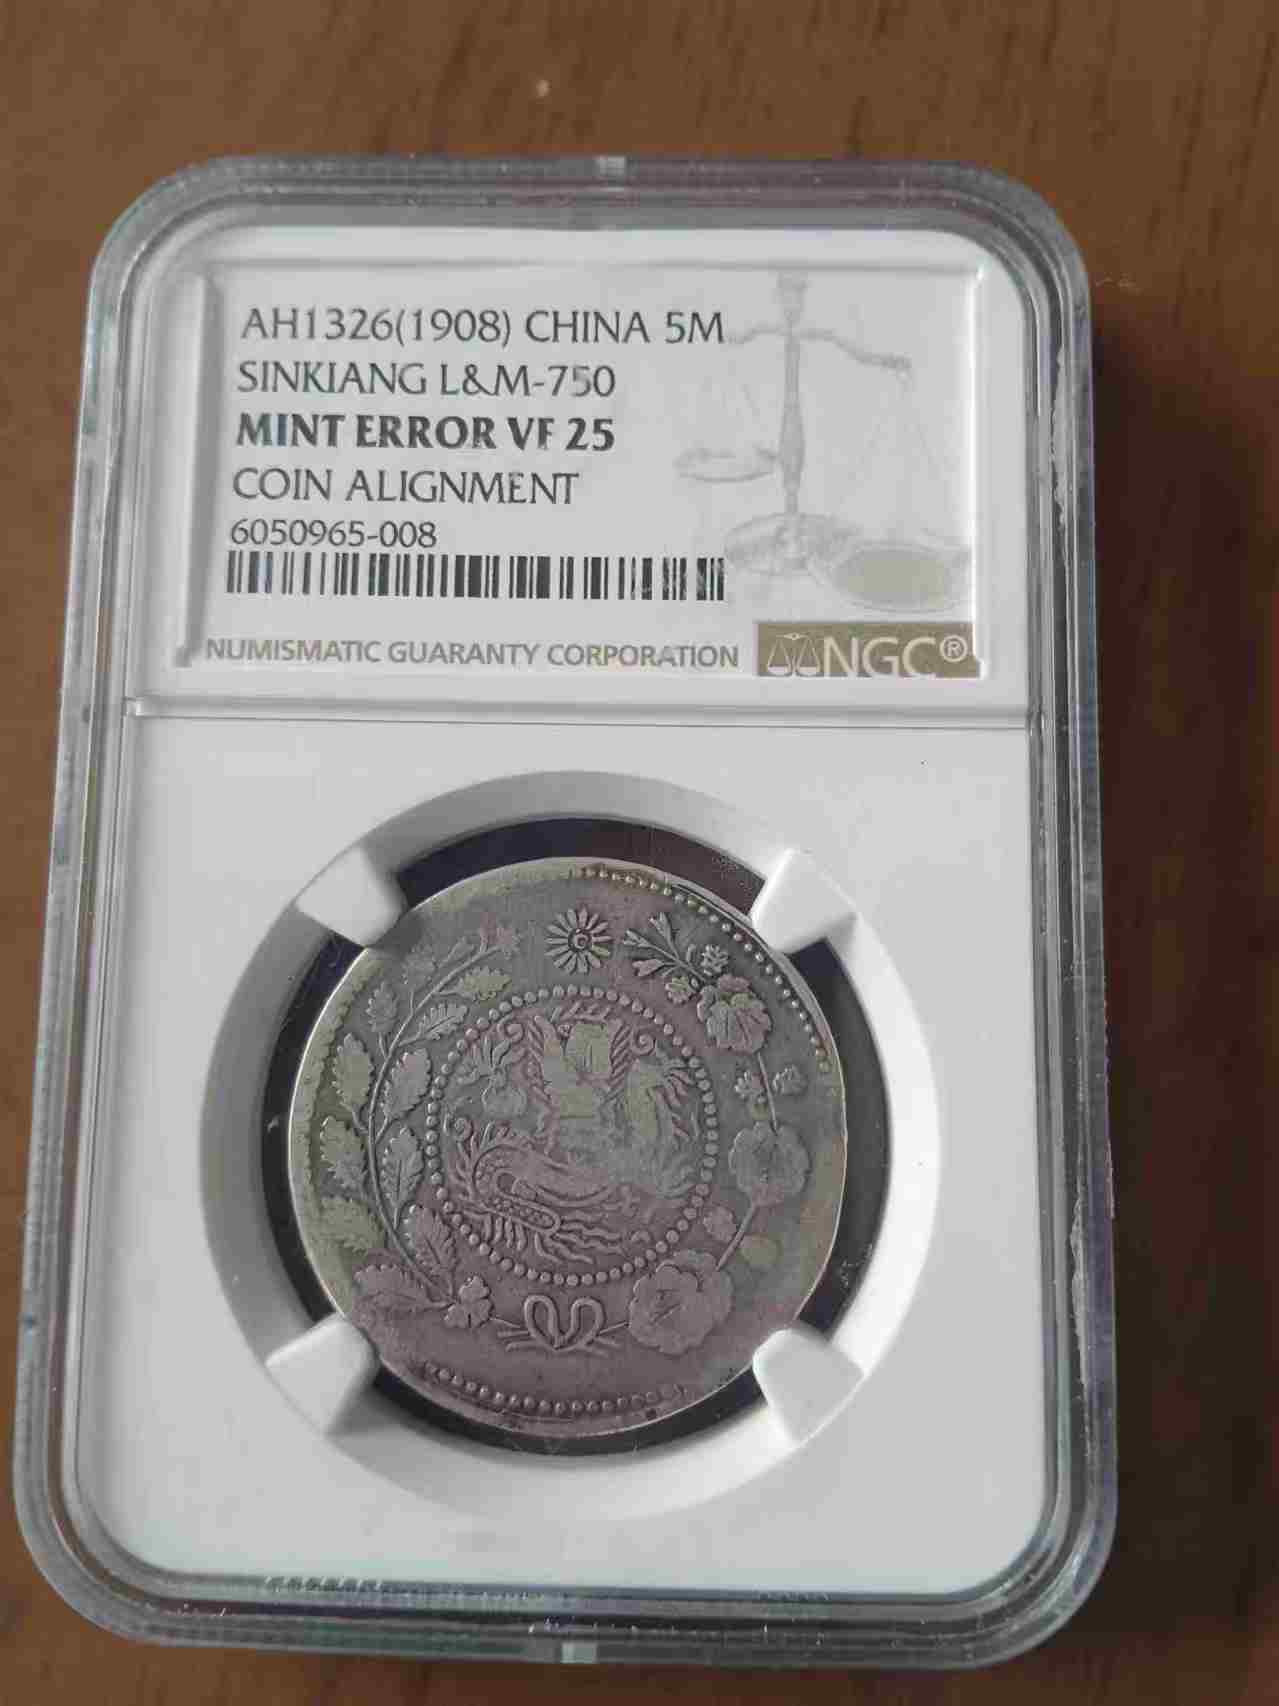 AH1326(1908) CHINA 5M
SINKIANG L&M-750
MINT ERROR VF 25
COIN ALIGNMENT
6050965-008
NUMISMATIC GUARANTY CORPORATION
NGC®